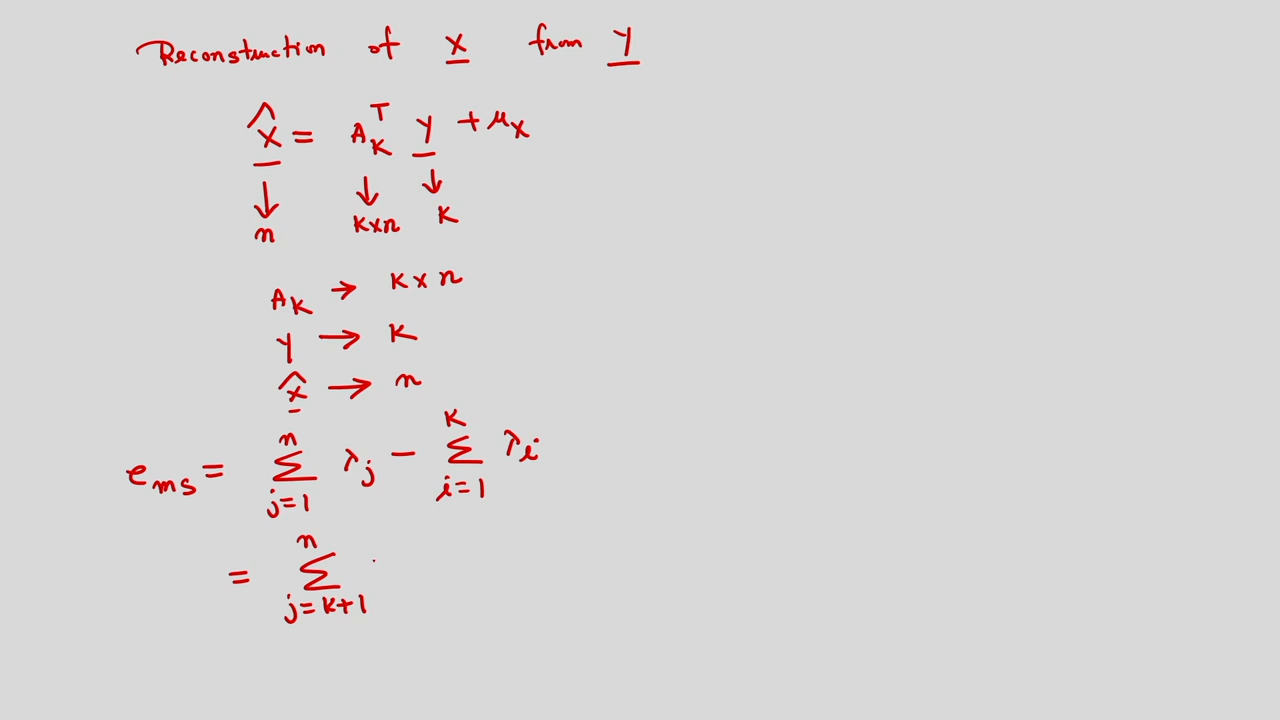 Reconstruction of X from Y
X̂ = A_K^T Y + μ_X
↓ ↓ ↓
n K×n K
A_K → K×n
Y → K
X̂ → n
e_ms = Σ_{j=1}^{n} λ_j − Σ_{i=1}^{K} λ_i
= Σ_{j=K+1}^{n}